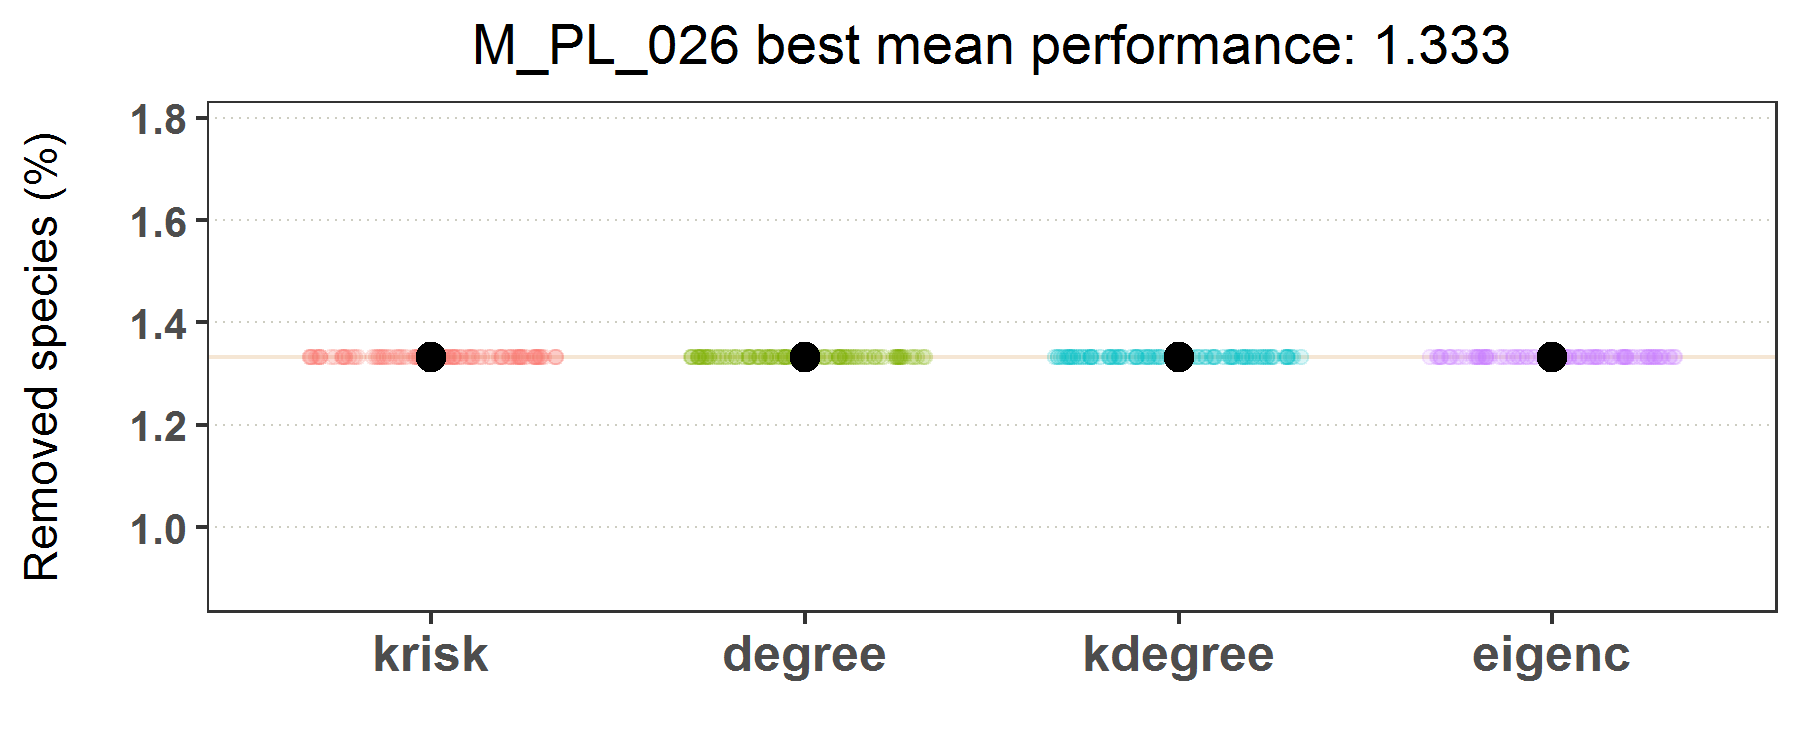 M_PL_026 best mean performance: 1.333
Removed species (%)
1.8
1.6
1.4
1.2
1.0
krisk degree kdegree eigenc